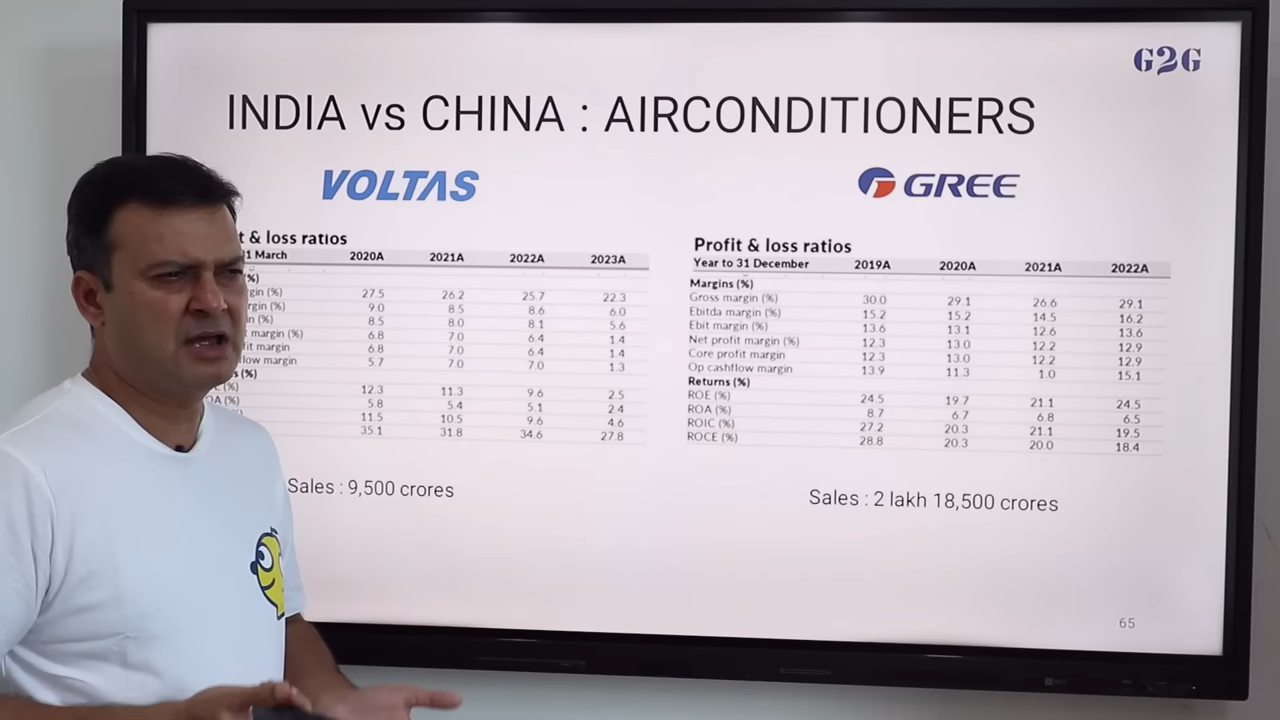 G2G
INDIA vs CHINA : AIRCONDITIONERS
VOLTAS
t & loss ratios
1 March 2020A 2021A 2022A 2023A
%)
gin (%) 27.5 26.2 25.7 22.3
rgin (%) 9.0 8.5 8.6 6.0
n (%) 8.5 8.0 8.1 5.6
margin (%) 6.8 7.0 6.4 1.4
fit margin 6.8 7.0 6.4 1.4
low margin 5.7 7.0 7.0 1.3
s (%)
(%) 12.3 11.3 9.6 2.5
OA (%) 5.8 5.4 5.1 2.4
(%) 11.5 10.5 9.6 4.6
(%) 35.1 31.8 34.6 27.8
Sales : 9,500 crores
GREE
Profit & loss ratios
Year to 31 December 2019A 2020A 2021A 2022A
Margins (%)
Gross margin (%) 30.0 29.1 26.6 29.1
Ebitda margin (%) 15.2 15.2 14.5 16.2
Ebit margin (%) 13.6 13.1 12.6 13.6
Net profit margin (%) 12.3 13.0 12.2 12.9
Core profit margin 12.3 13.0 12.2 12.9
Op cashflow margin 13.9 11.3 1.0 15.1
Returns (%)
ROE (%) 24.5 19.7 21.1 24.5
ROA (%) 8.7 6.7 6.8 6.5
ROIC (%) 27.2 20.3 21.1 19.5
ROCE (%) 28.8 20.3 20.0 18.4
Sales : 2 lakh 18,500 crores
65